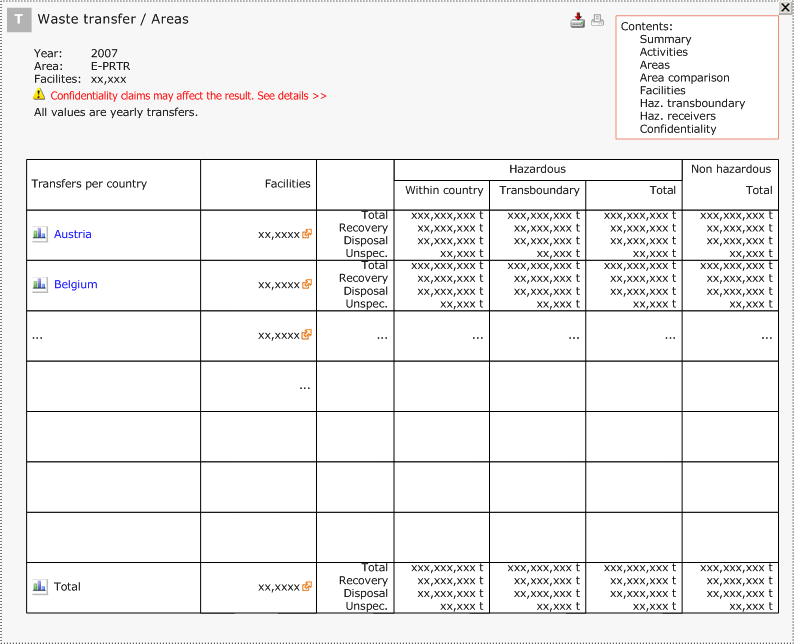 T Waste transfer / Areas
X
Contents:
Summary
Activities
Areas
Area comparison
Facilities
Haz. transboundary
Haz. receivers
Confidentiality
Year: 2007
Area: E-PRTR
Facilites: xx,xxx
Confidentiality claims may affect the result. See details >>
All values are yearly transfers.
Hazardous Non hazardous
Transfers per country Facilities Within country Transboundary Total Total
Total xxx,xxx,xxx t xxx,xxx,xxx t xxx,xxx,xxx t xxx,xxx,xxx t
Recovery xx,xxx,xxx t xx,xxx,xxx t xx,xxx,xxx t xx,xxx,xxx t
Austria xx,xxxx
Disposal xx,xxx,xxx t xx,xxx,xxx t xx,xxx,xxx t xx,xxx,xxx t
Unspec. xx,xxx t xx,xxx t xx,xxx t xx,xxx t
Total xxx,xxx,xxx t xxx,xxx,xxx t xxx,xxx,xxx t xxx,xxx,xxx t
Recovery xx,xxx,xxx t xx,xxx,xxx t xx,xxx,xxx t xx,xxx,xxx t
Belgium xx,xxxx
Disposal xx,xxx,xxx t xx,xxx,xxx t xx,xxx,xxx t xx,xxx,xxx t
Unspec. xx,xxx t xx,xxx t xx,xxx t xx,xxx t
... xx,xxxx ... ... ... ... ...
...
Total xxx,xxx,xxx t xxx,xxx,xxx t xxx,xxx,xxx t xxx,xxx,xxx t
Recovery xx,xxx,xxx t xx,xxx,xxx t xx,xxx,xxx t xx,xxx,xxx t
Total xx,xxxx
Disposal xx,xxx,xxx t xx,xxx,xxx t xx,xxx,xxx t xx,xxx,xxx t
Unspec. xx,xxx t xx,xxx t xx,xxx t xx,xxx t